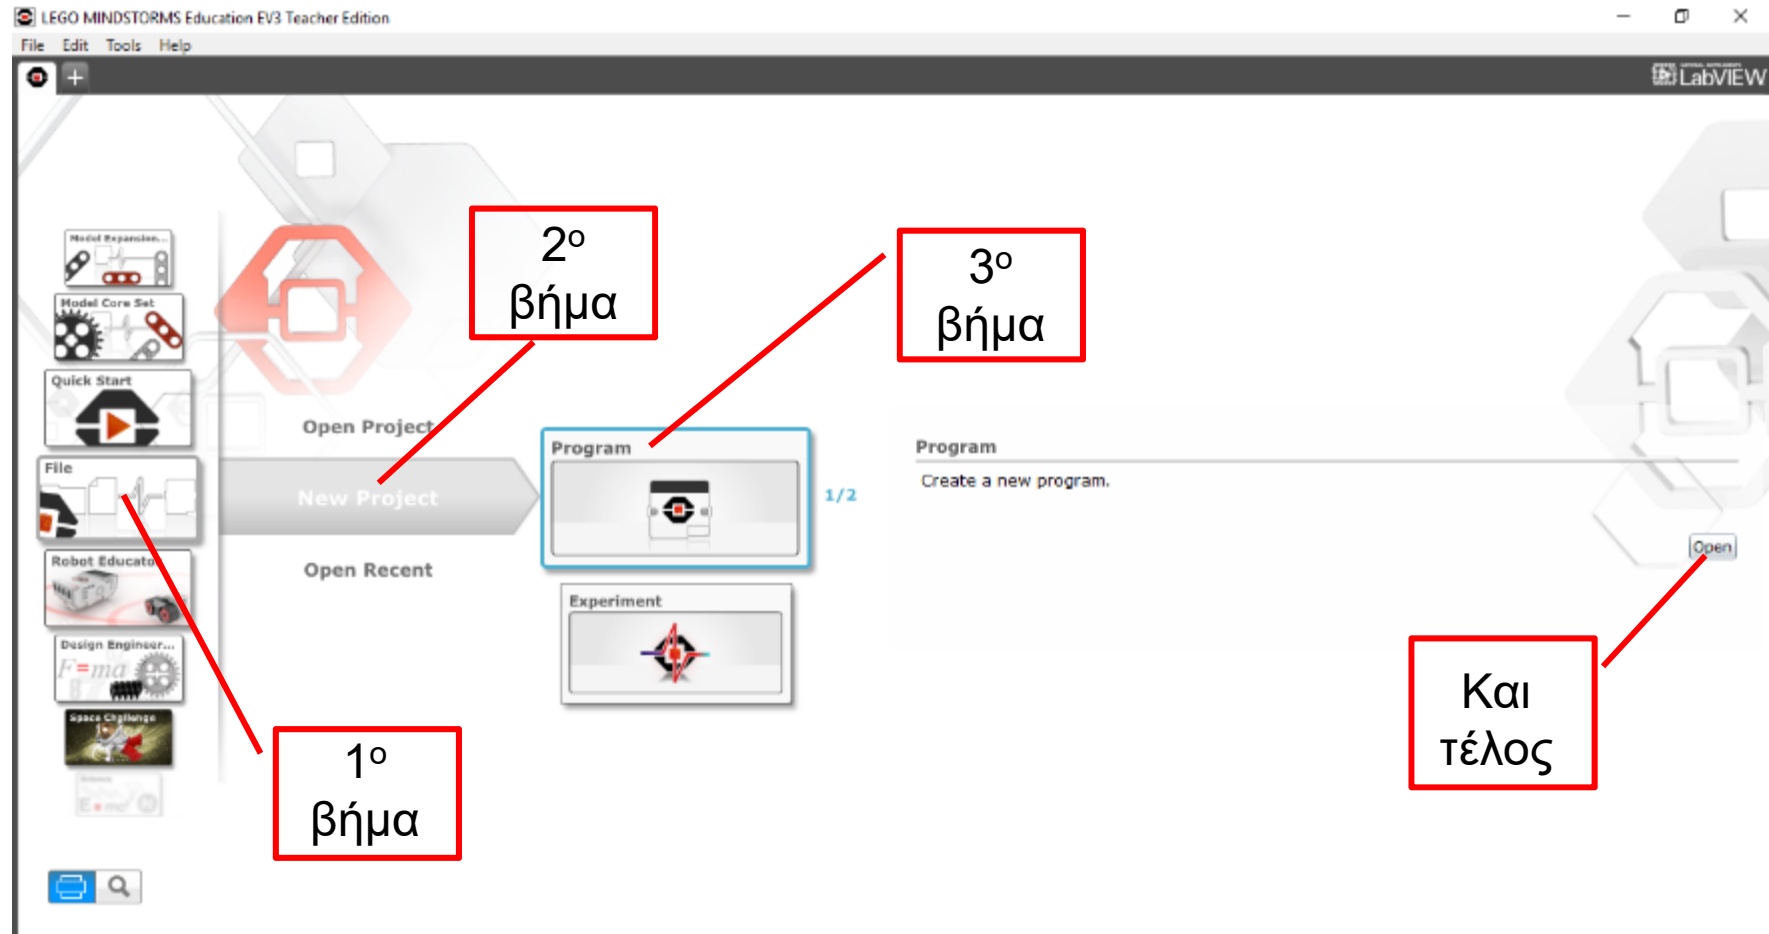 LEGO MINDSTORMS Education EV3 Teacher Edition
File Edit Tools Help
LabVIEW
Model Expansion...
Model Core Set
Quick Start
File
Robot Educator
Design Engineer...
F=ma
Space Challenge
Open Project
New Project
Open Recent
2ο
βήμα
3ο
βήμα
Program
1/2
Experiment
Program
Create a new program.
Open
1ο
βήμα
Και
τέλος